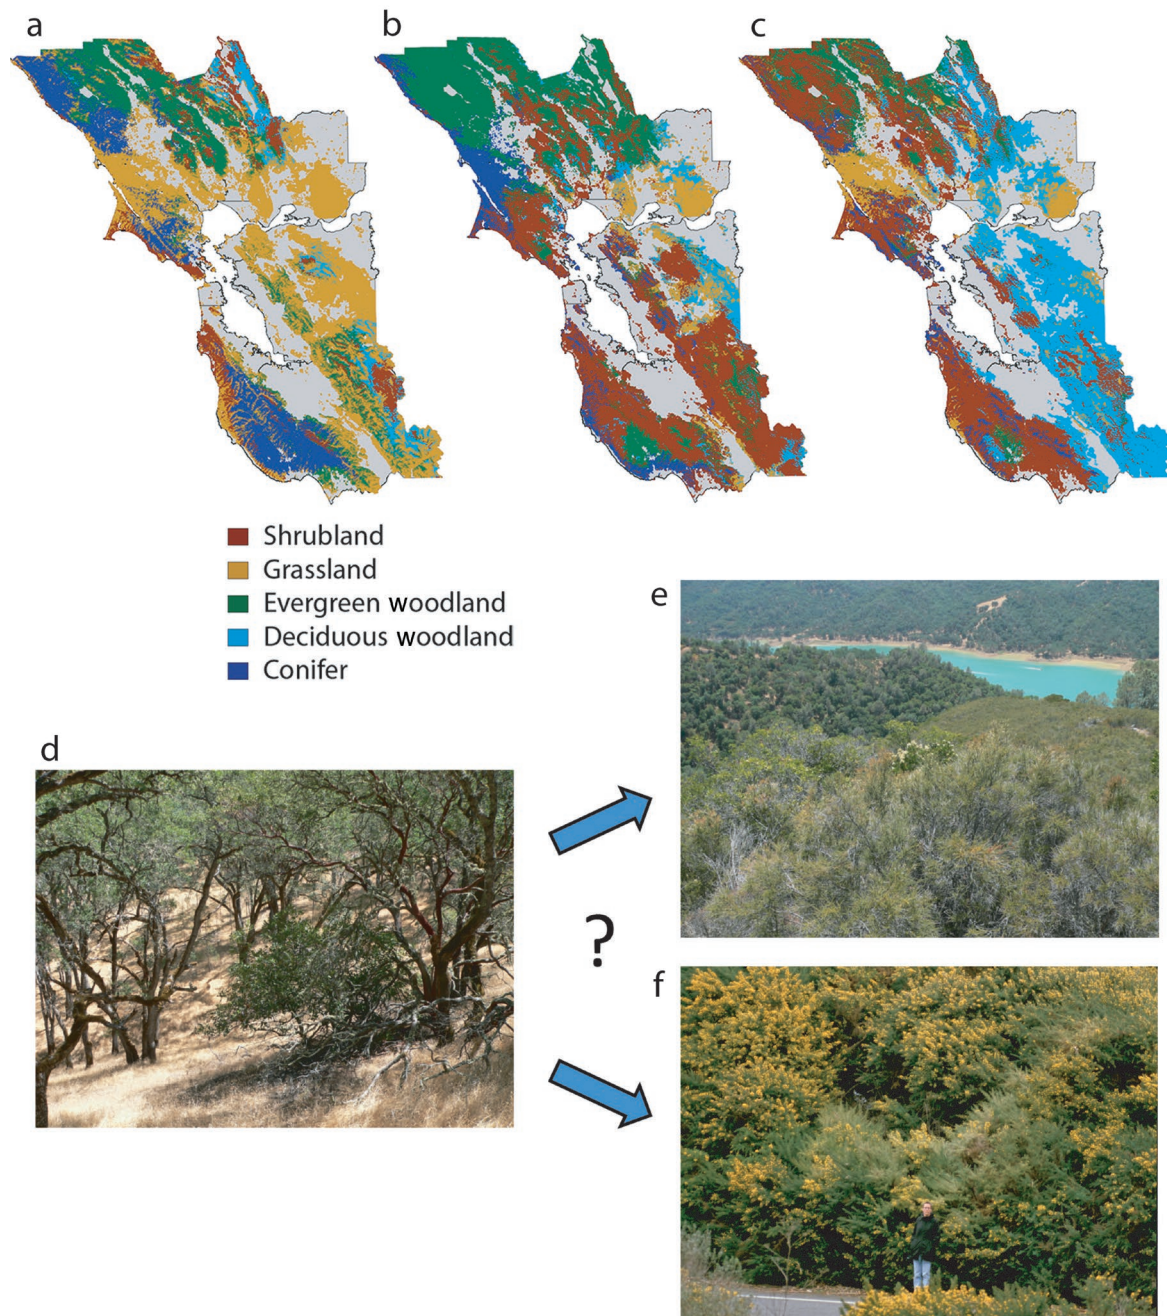 a
b
c
Shrubland
Grassland
Evergreen woodland
Deciduous woodland
Conifer
d
e
?
f